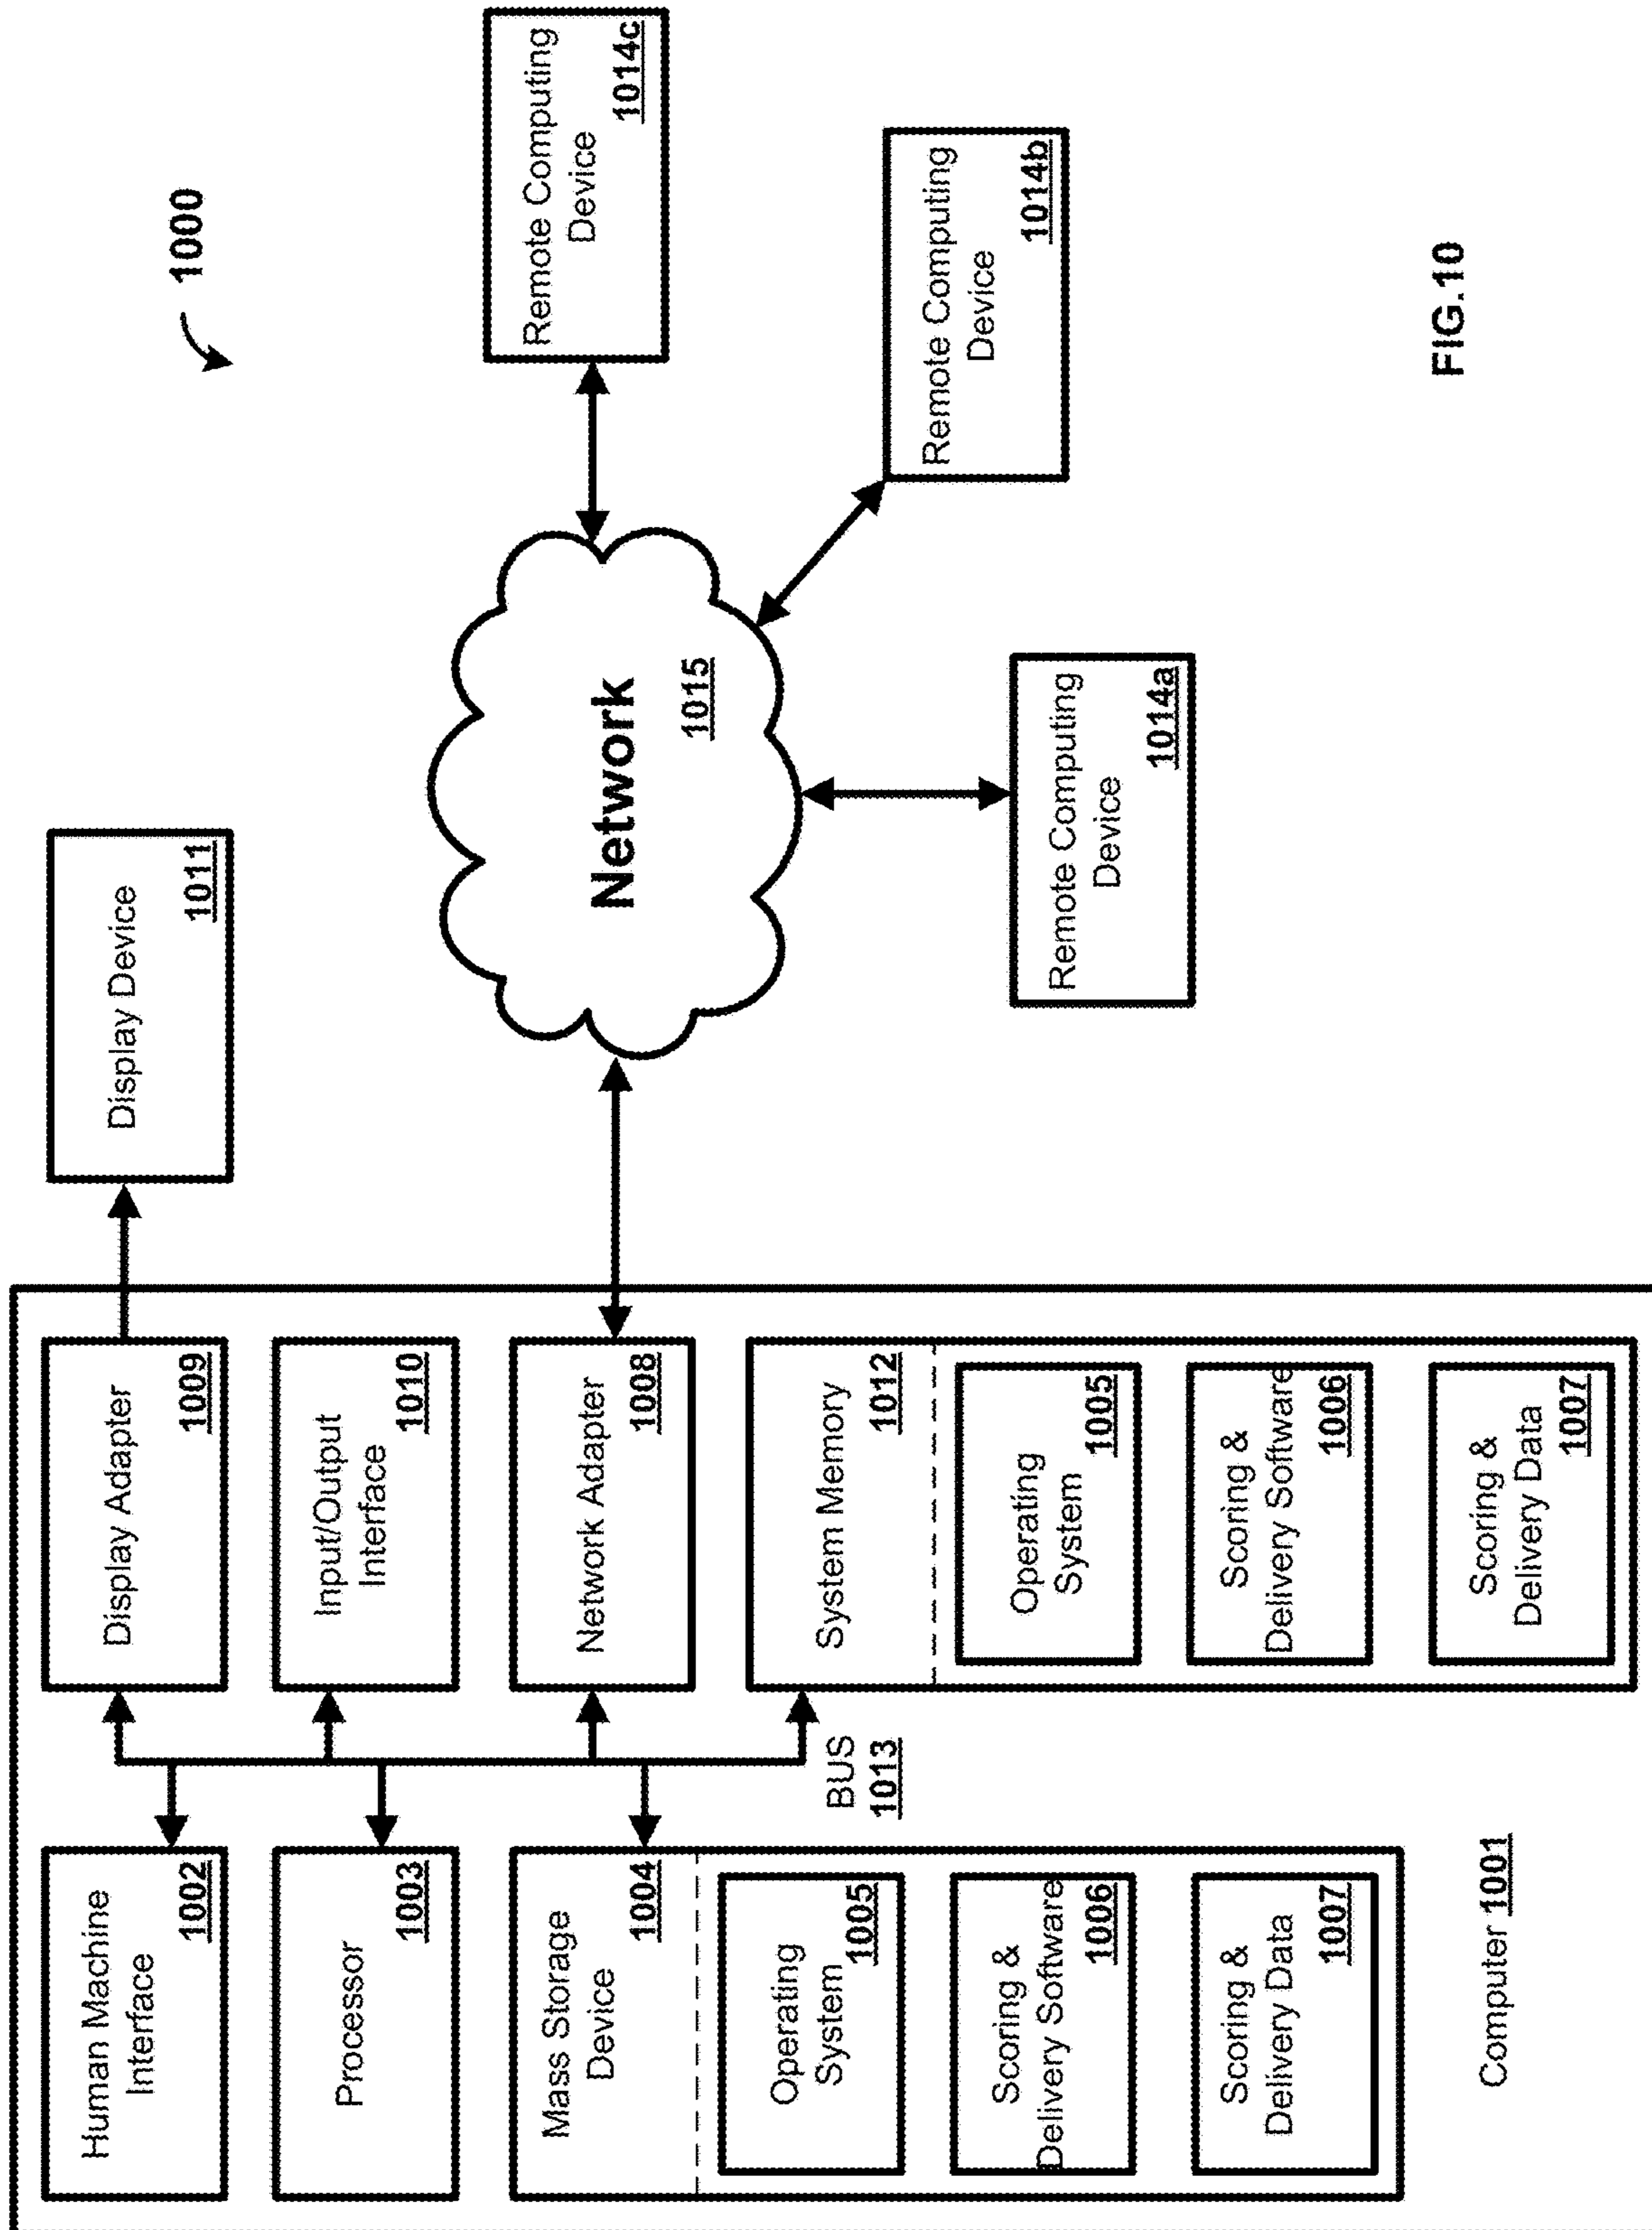 1000
Human Machine
Interface
1002
Processor
1003
Mass Storage
Device
1004
Operating
System
1005
Scoring &
Delivery Software
1006
Scoring &
Delivery Data
1007
Computer 1001
BUS
1013
Display Adapter
1009
Input/Output
Interface
1010
Network Adapter
1008
System Memory
1012
Operating
System
1005
Scoring &
Delivery Software
1006
Scoring &
Delivery Data
1007
Display Device
1011
Network
1015
Remote Computing
Device
1014a
Remote Computing
Device
1014b
Remote Computing
Device
1014c
FIG.10